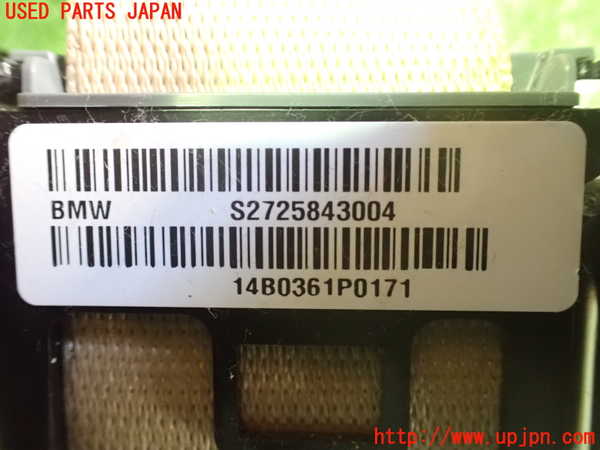 USED PARTS JAPAN
BMW S2725843004
14B0361P0171
http://www.upjpn.com